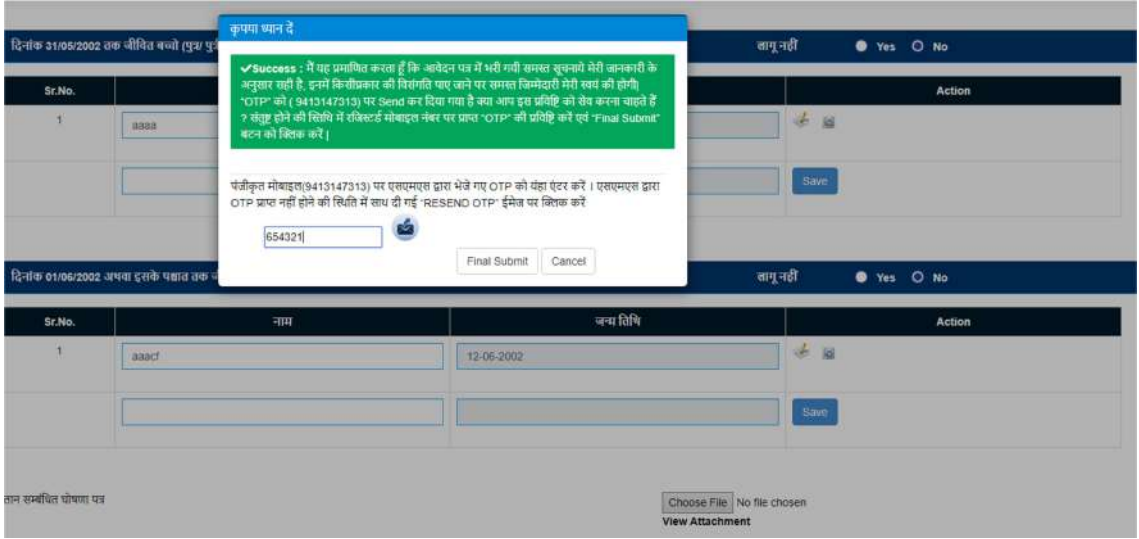 कृपया ध्यान दें
दिनांक 31/05/2002 तक जीवित बच्चो (पुत्र/ पुत्री
लागू नहीं
Yes
No
✔Success : मैं यह प्रमाणित करता हूँ कि आवेदन पत्र में भरी गयी समस्त सूचनाये मेरी जानकारी के
अनुसार सही है, इनमें किसीप्रकार की विसंगति पाए जाने पर समस्त जिम्मेदारी मेरी स्वयं की होगी|
"OTP" को ( 9413147313) पर Send कर दिया गया है क्या आप इस प्रविष्टि को सेव करना चाहते हैं
? संतुष्ट होने की स्तिथि में रजिस्टर्ड मोबाइल नंबर पर प्राप्त "OTP" की प्रविष्टि करें एवं "Final Submit"
बटन को क्लिक करें |
Sr.No.
Action
1
aaaa
पंजीकृत मोबाइल(9413147313) पर एसएमएस द्वारा भेजे गए OTP को यंहा एंटर करें । एसएमएस द्वारा
OTP प्राप्त नहीं होने की स्थिति में साथ दी गई "RESEND OTP" ईमेज पर क्लिक करें
Save
654321
Final Submit
Cancel
दिनांक 01/06/2002 अथवा इसके पश्चात तक
लागू नहीं
Yes
No
Sr.No.
नाम
जन्म तिथि
Action
1
aaacf
12-06-2002
Save
तान सम्बंधित घोषणा पत्र
Choose File No file chosen
View Attachment